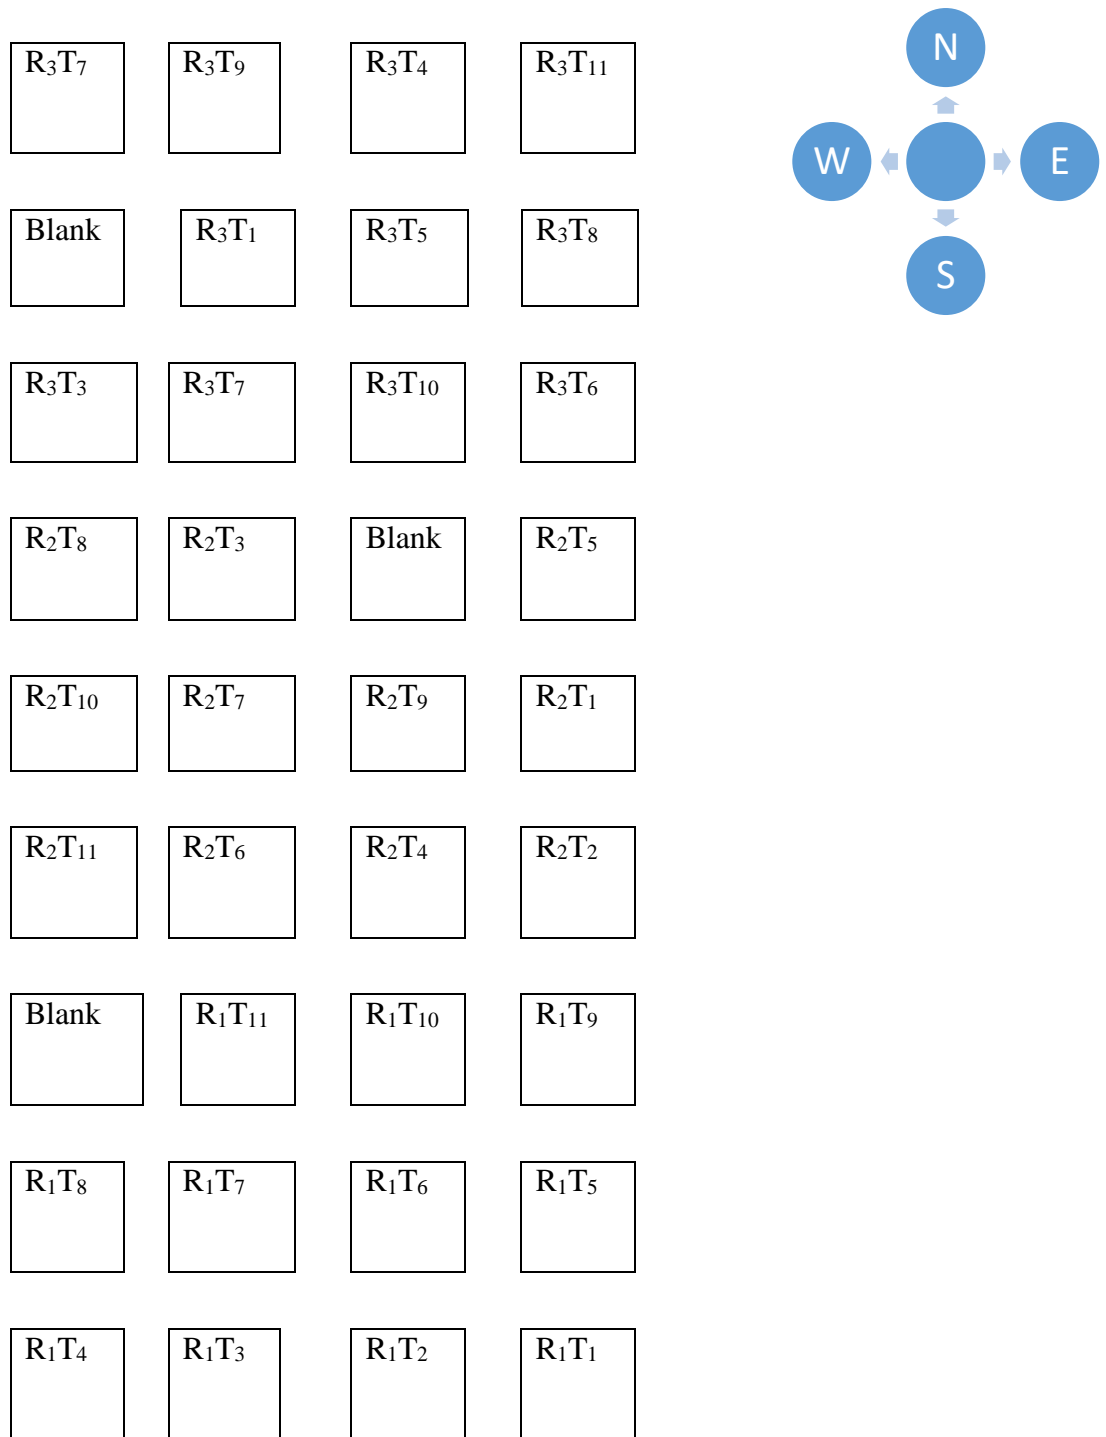 N
R₃T₇ R₃T₉ R₃T₄ R₃T₁₁
W E
Blank R₃T₁ R₃T₅ R₃T₈
S
R₃T₃ R₃T₇ R₃T₁₀ R₃T₆
R₂T₈ R₂T₃ Blank R₂T₅
R₂T₁₀ R₂T₇ R₂T₉ R₂T₁
R₂T₁₁ R₂T₆ R₂T₄ R₂T₂
Blank R₁T₁₁ R₁T₁₀ R₁T₉
R₁T₈ R₁T₇ R₁T₆ R₁T₅
R₁T₄ R₁T₃ R₁T₂ R₁T₁